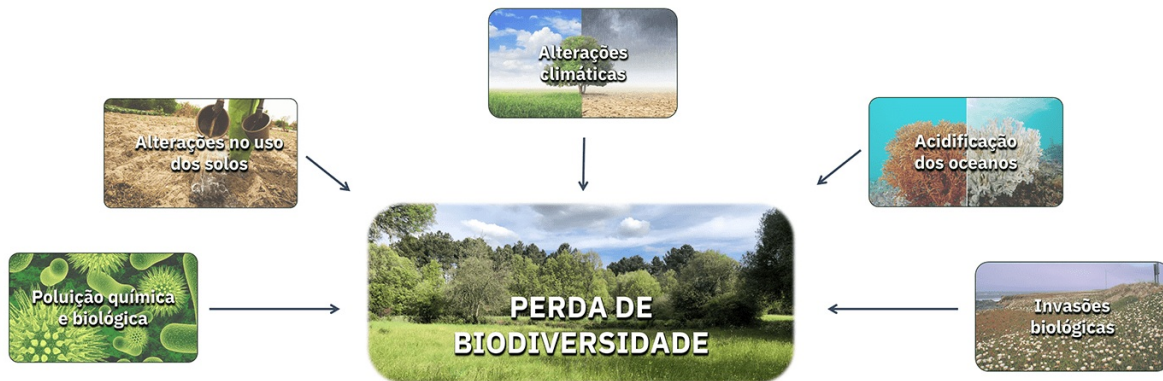 Alterações
climáticas
Alterações no uso
dos solos
Acidificação
dos oceanos
Poluição química
e biológica
PERDA DE
BIODIVERSIDADE
Invasões
biológicas